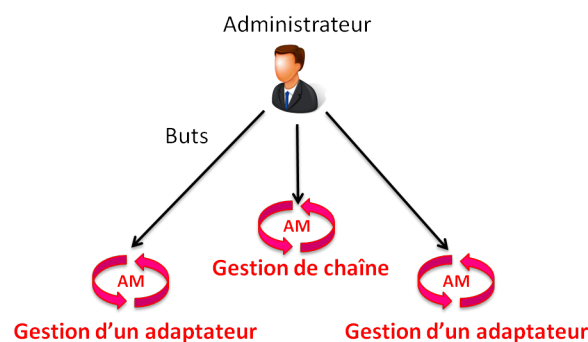 Administrateur
Buts
AM
Gestion de chaîne
AM
Gestion d'un adaptateur
AM
Gestion d'un adaptateur